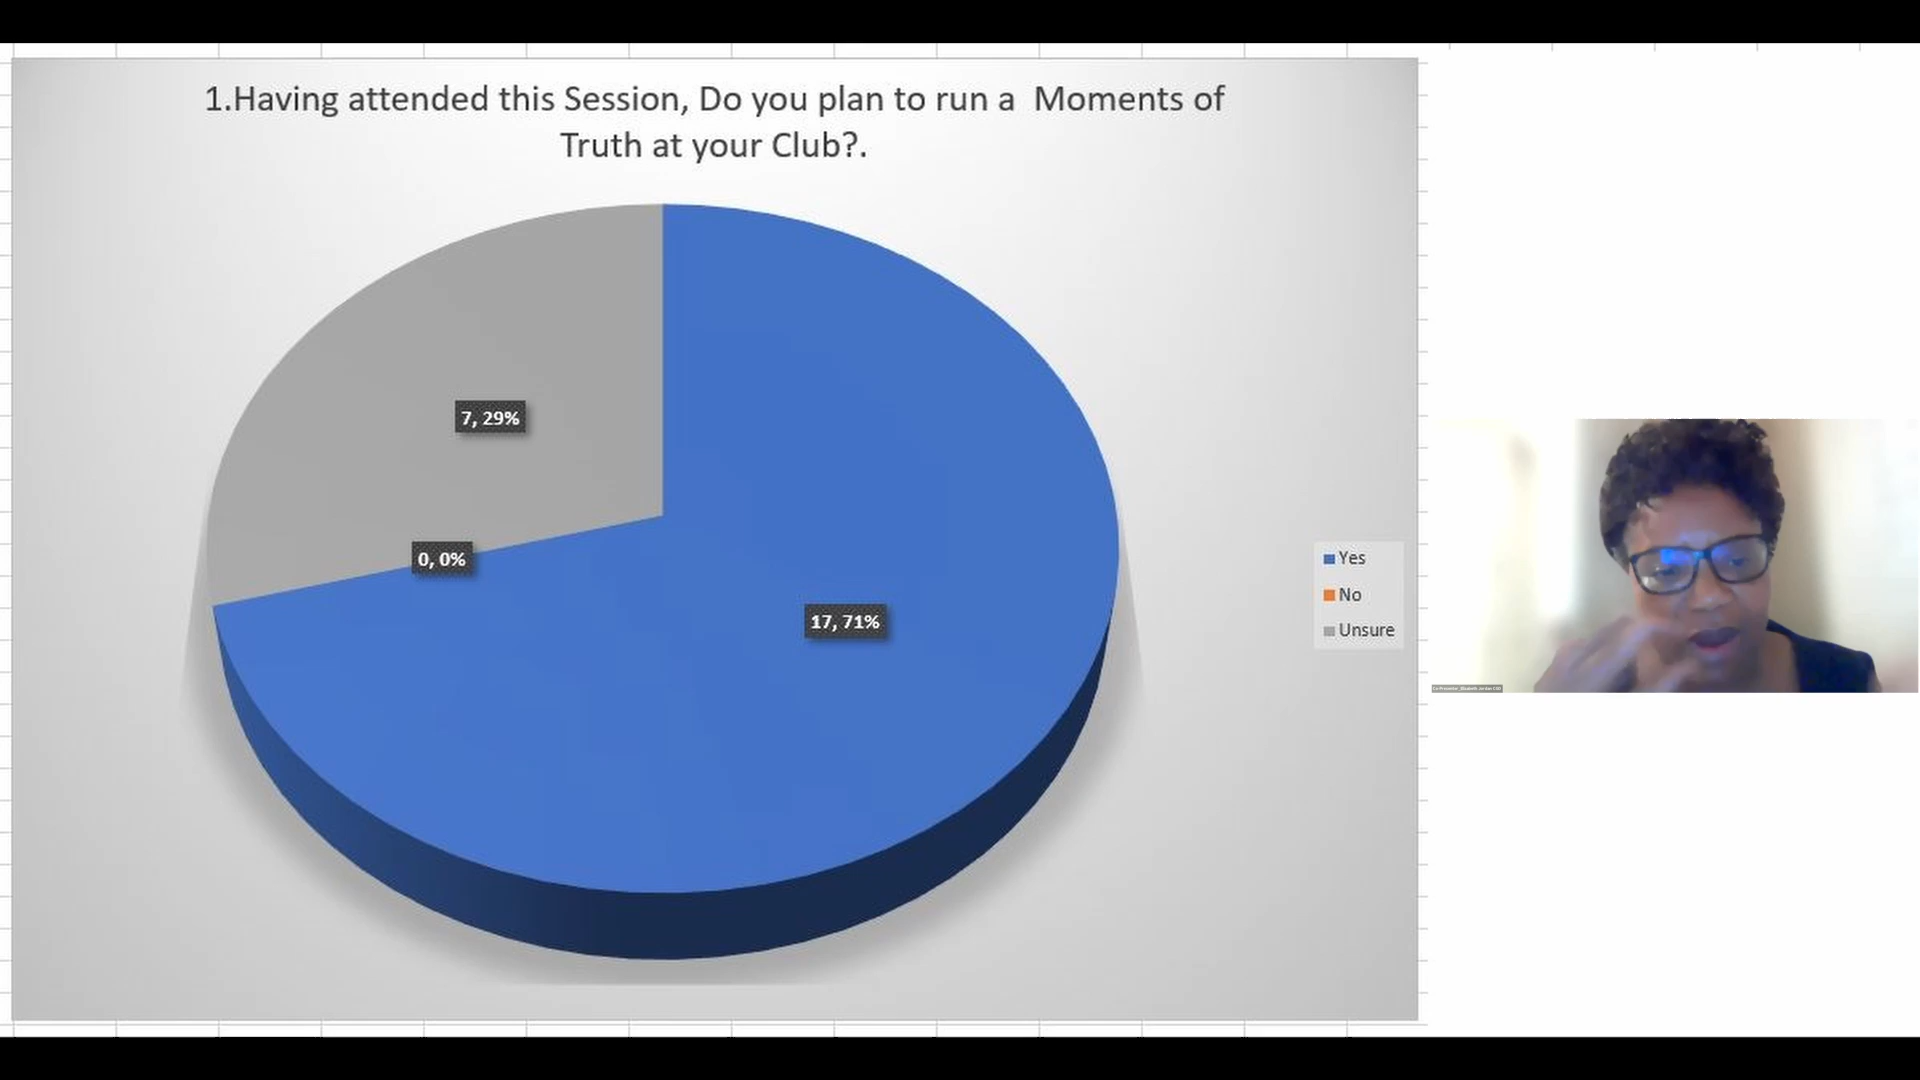 1.Having attended this Session, Do you plan to run a  Moments of
Truth at your Club?.
7, 29%
0, 0%
17, 71%
Yes
No
Unsure